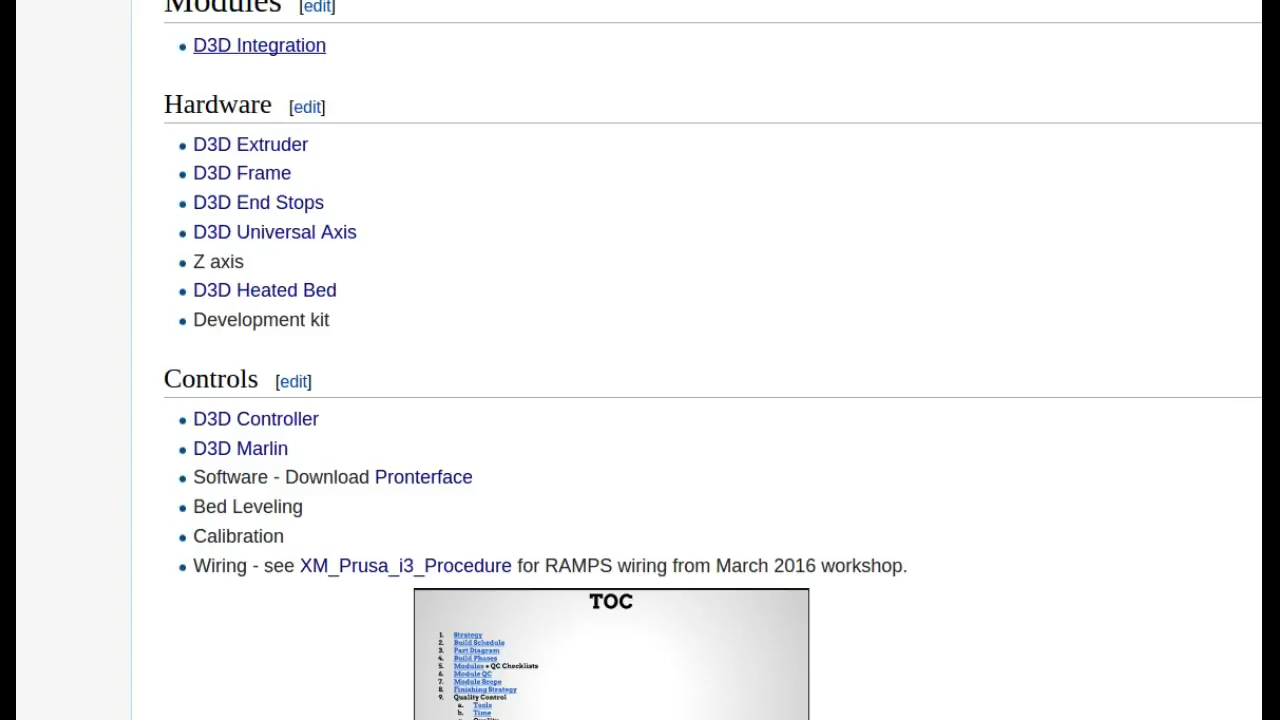 Modules [edit]
D3D Integration
Hardware [edit]
D3D Extruder
D3D Frame
D3D End Stops
D3D Universal Axis
Z axis
D3D Heated Bed
Development kit
Controls [edit]
D3D Controller
D3D Marlin
Software - Download Pronterface
Bed Leveling
Calibration
Wiring - see XM_Prusa_i3_Procedure for RAMPS wiring from March 2016 workshop.
TOC
1. Strategy
2. Build Schedule
3. Part Diagram
4. Build Phases
5. Modules + QC Checklists
6. Module QC
7. Module Scope
8. Finishing Strategy
9. Quality Control
a. Tools
b. Time